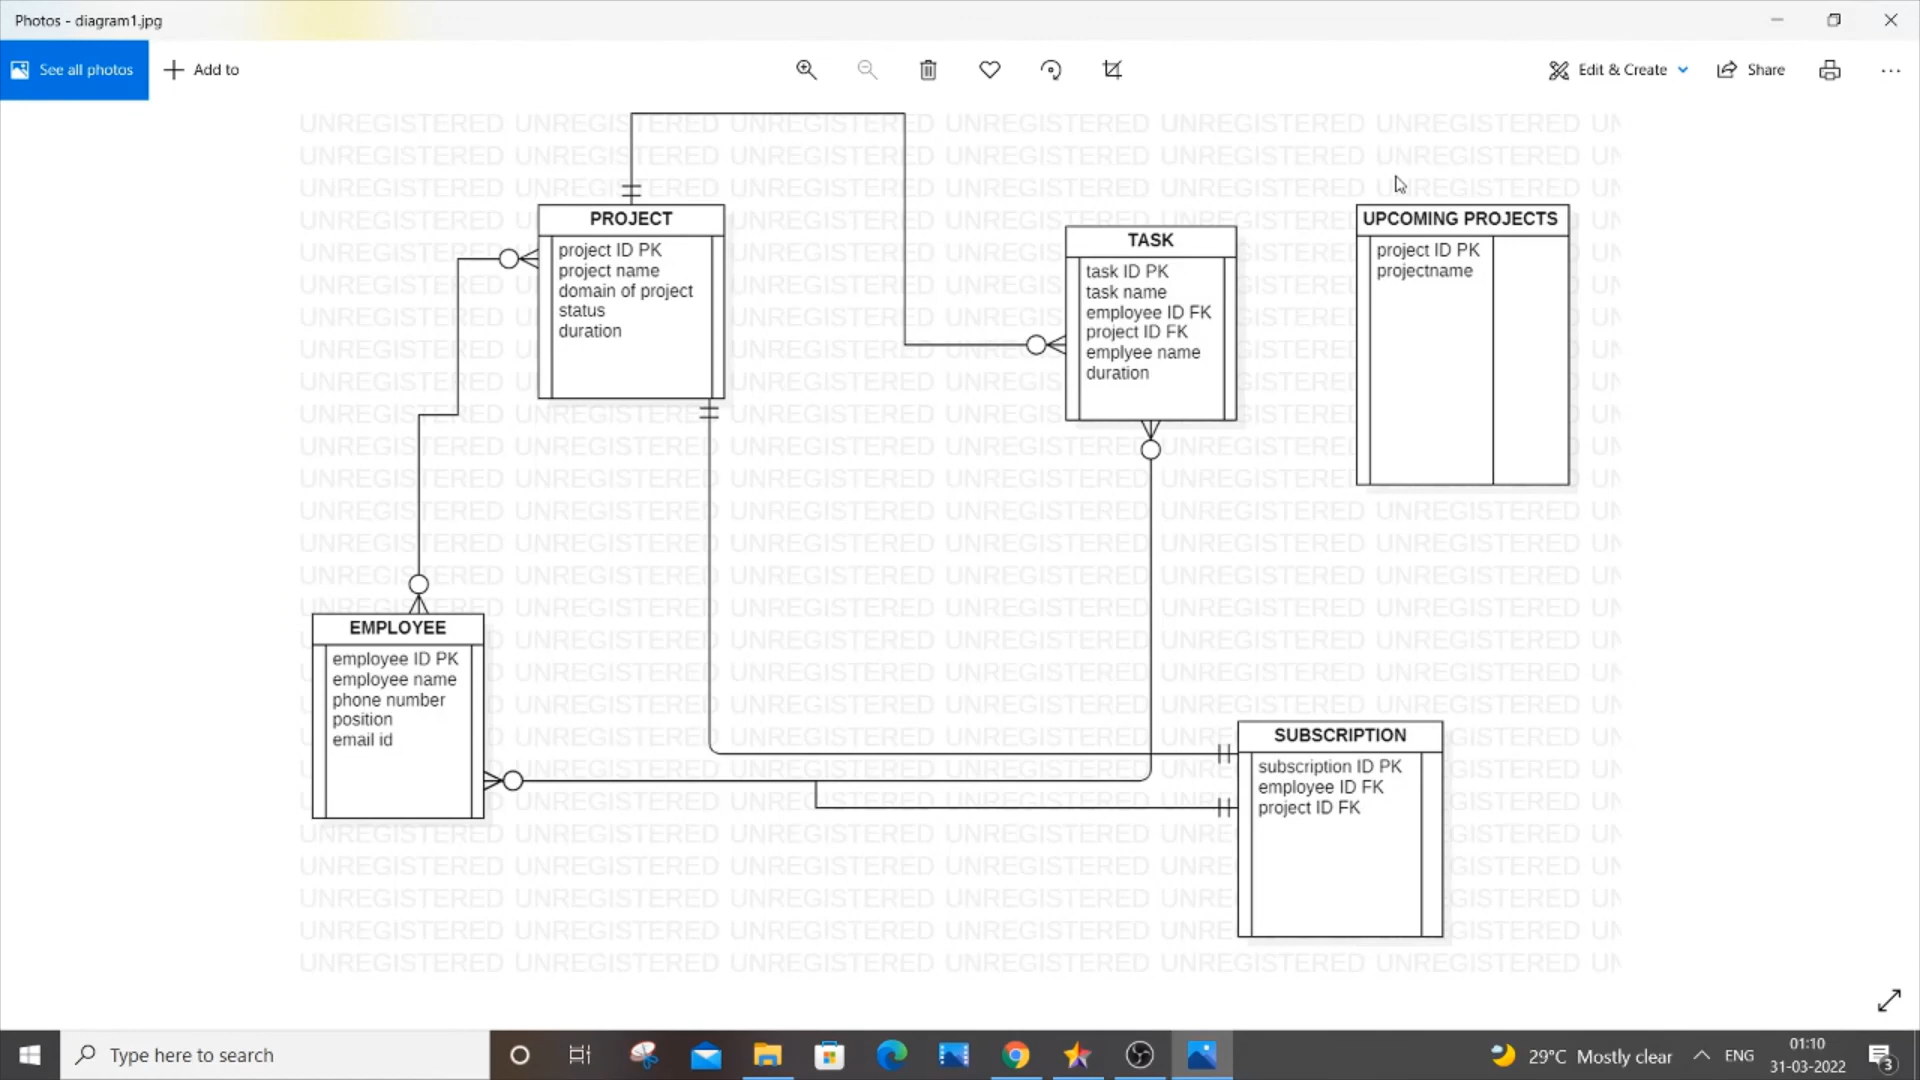 Photos - diagram1.jpg
See all photos
Add to
Edit & Create
Share
UNREGISTERED UNREGISTERED UNREGISTERED UNREGISTERED UNREGISTERED UNREGISTERED UN
PROJECT
project ID PK
project name
domain of project
status
duration
TASK
task ID PK
task name
employee ID FK
project ID FK
emplyee name
duration
UPCOMING PROJECTS
project ID PK
projectname
EMPLOYEE
employee ID PK
employee name
phone number
position
email id
SUBSCRIPTION
subscription ID PK
employee ID FK
project ID FK
Type here to search
29°C Mostly clear
ENG
01:10
31-03-2022
3